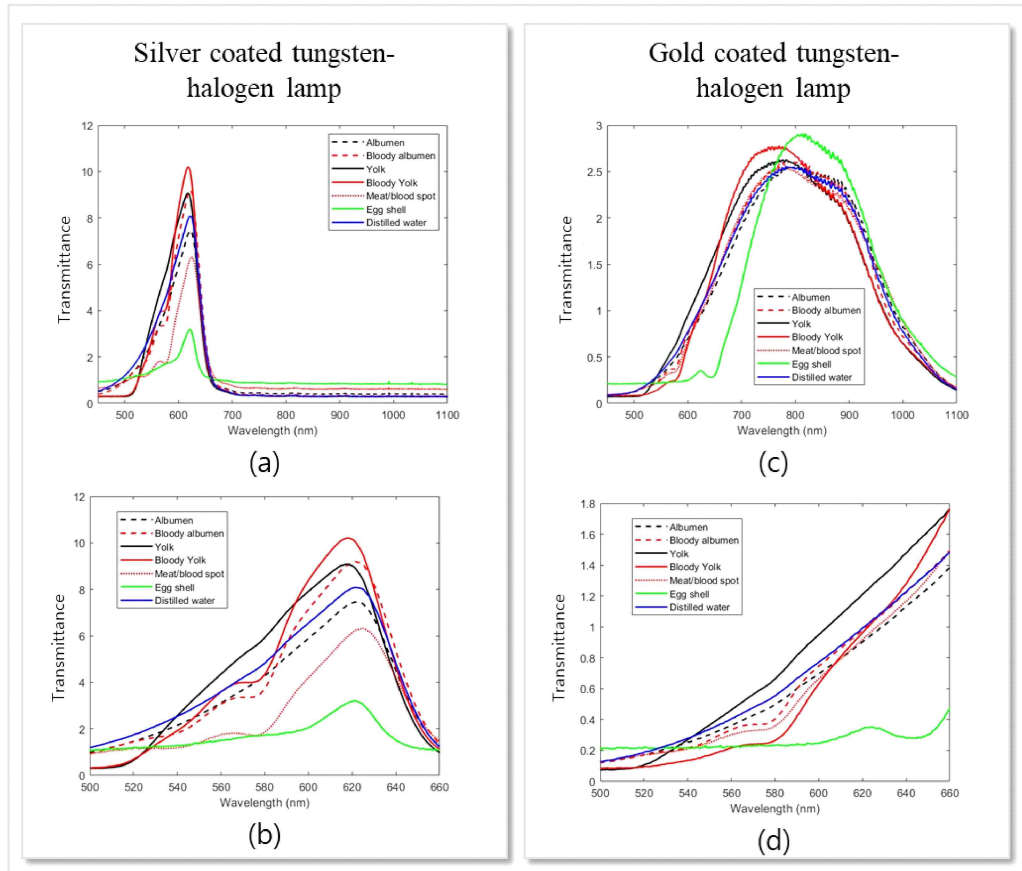 Silver coated tungsten-
halogen lamp
12
10
8
6
4
2
0
Transmittance
Albumen
Bloody albumen
Yolk
Bloody Yolk
Meat/blood spot
Egg shell
Distilled water
500
600
700
800
900
1000
1100
Wavelength (nm)
(a)
12
10
8
6
4
2
0
Transmittance
Albumen
Bloody albumen
Yolk
Bloody Yolk
Meat/blood spot
Egg shell
Distilled water
500
520
540
560
580
600
620
640
660
Wavelength (nm)
(b)
Gold coated tungsten-
halogen lamp
3
2.5
2
1.5
1
0.5
0
Transmittance
Albumen
Bloody albumen
Yolk
Bloody Yolk
Meat/blood spot
Egg shell
Distilled water
500
600
700
800
900
1000
1100
Wavelength (nm)
(c)
1.8
1.6
1.4
1.2
1
0.8
0.6
0.4
0.2
0
Transmittance
Albumen
Bloody albumen
Yolk
Bloody Yolk
Meat/blood spot
Egg shell
Distilled water
500
520
540
560
580
600
620
640
660
Wavelength (nm)
(d)